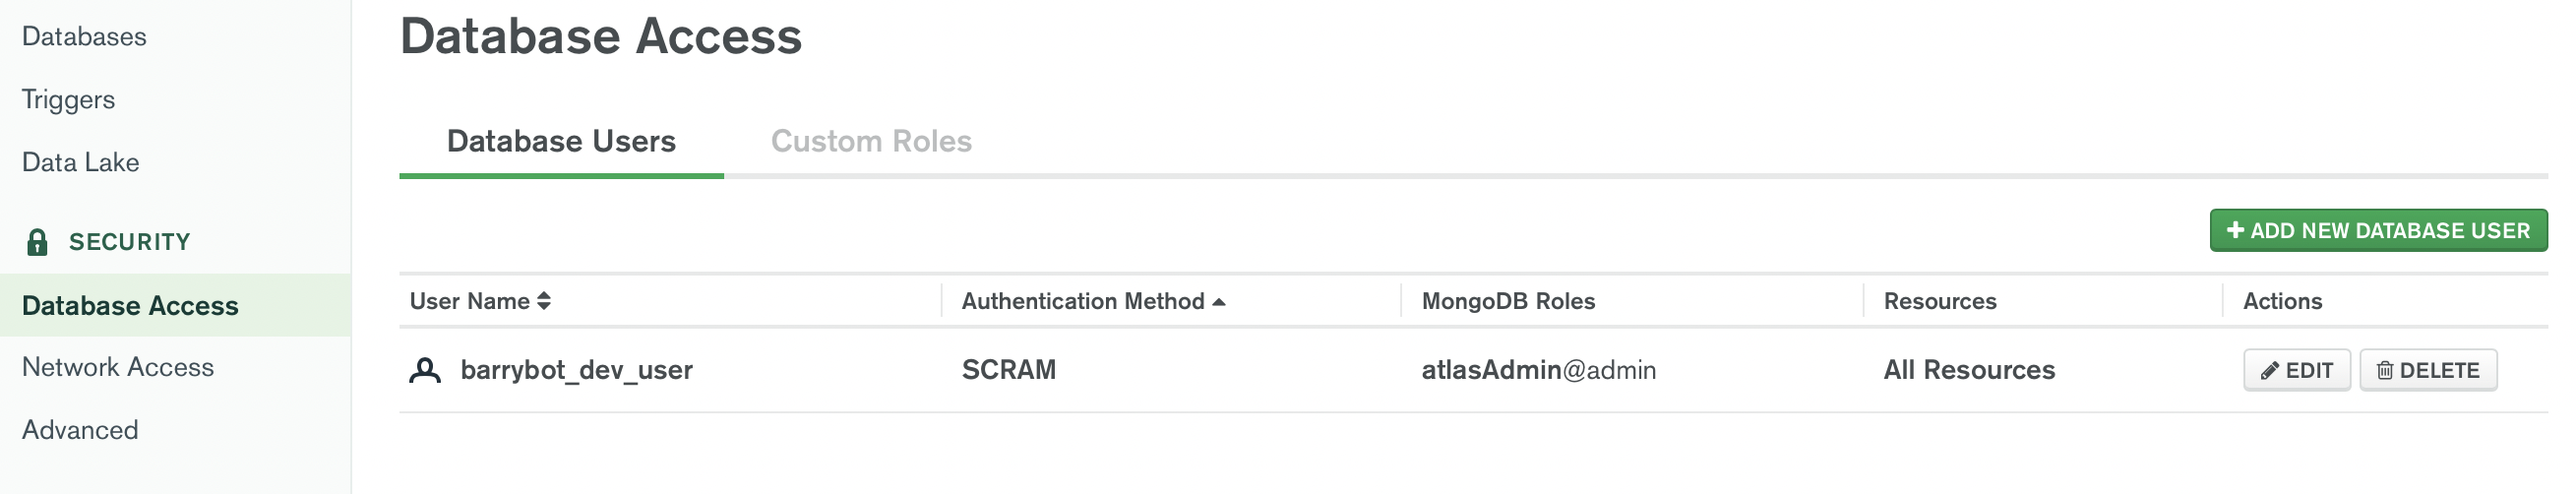 Databases
Triggers
Data Lake
SECURITY
Database Access
Network Access
Advanced
Database Access
Database Users Custom Roles
ADD NEW DATABASE USER
User Name Authentication Method MongoDB Roles Resources Actions
barrybot_dev_user SCRAM atlasAdmin@admin All Resources EDIT DELETE